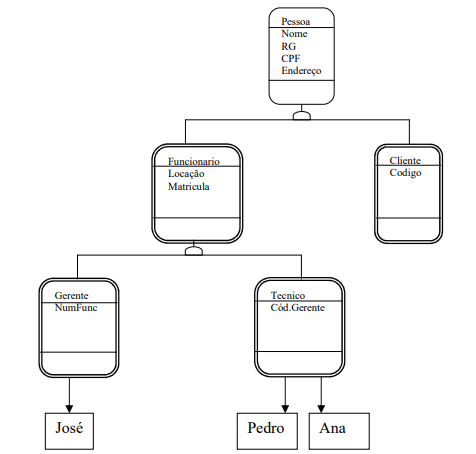 Pessoa
Nome
RG
CPF
Endereço
Funcionario
Locação
Matricula
Cliente
Codigo
Gerente
NumFunc
Tecnico
Cód.Gerente
José
Pedro
Ana